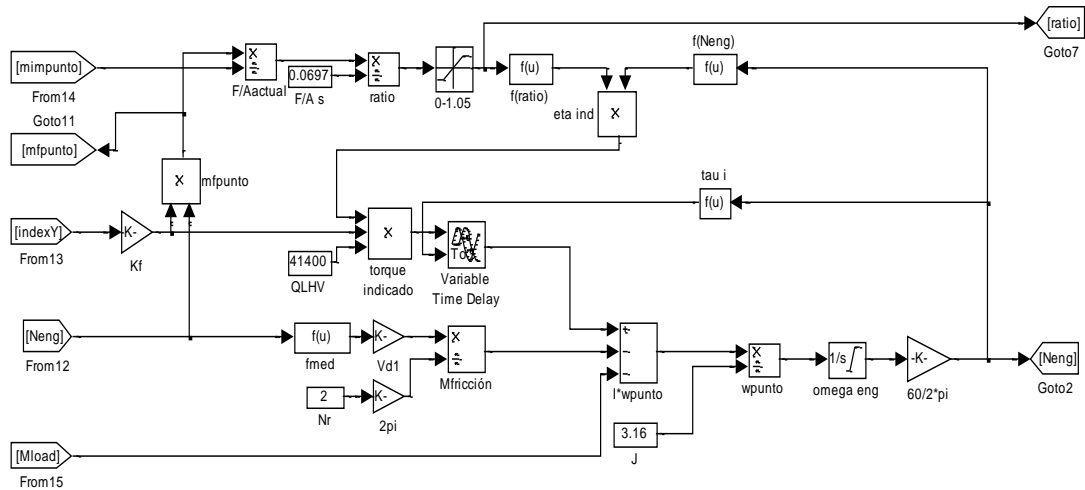 [ratio]
Goto7
[mimpunto]
From14
×
÷
F/Aactual
0.0697
F/A s
×
÷
ratio
0-1.05
f(u)
f(ratio)
f(Neng)
f(u)
eta ind
×
Goto11
[mfpunto]
×
mfpunto
tau i
f(u)
[indexY]
From13
-K-
Kf
41400
QLHV
×
torque
indicado
To
Variable
Time Delay
[Neng]
From12
f(u)
fmed
-K-
Vd1
×
÷
Mfricción
2
Nr
-K-
2pi
+
−
−
I*wpunto
×
÷
wpunto
1/s
omega eng
-K-
60/2*pi
[Neng]
Goto2
3.16
J
[Mload]
From15